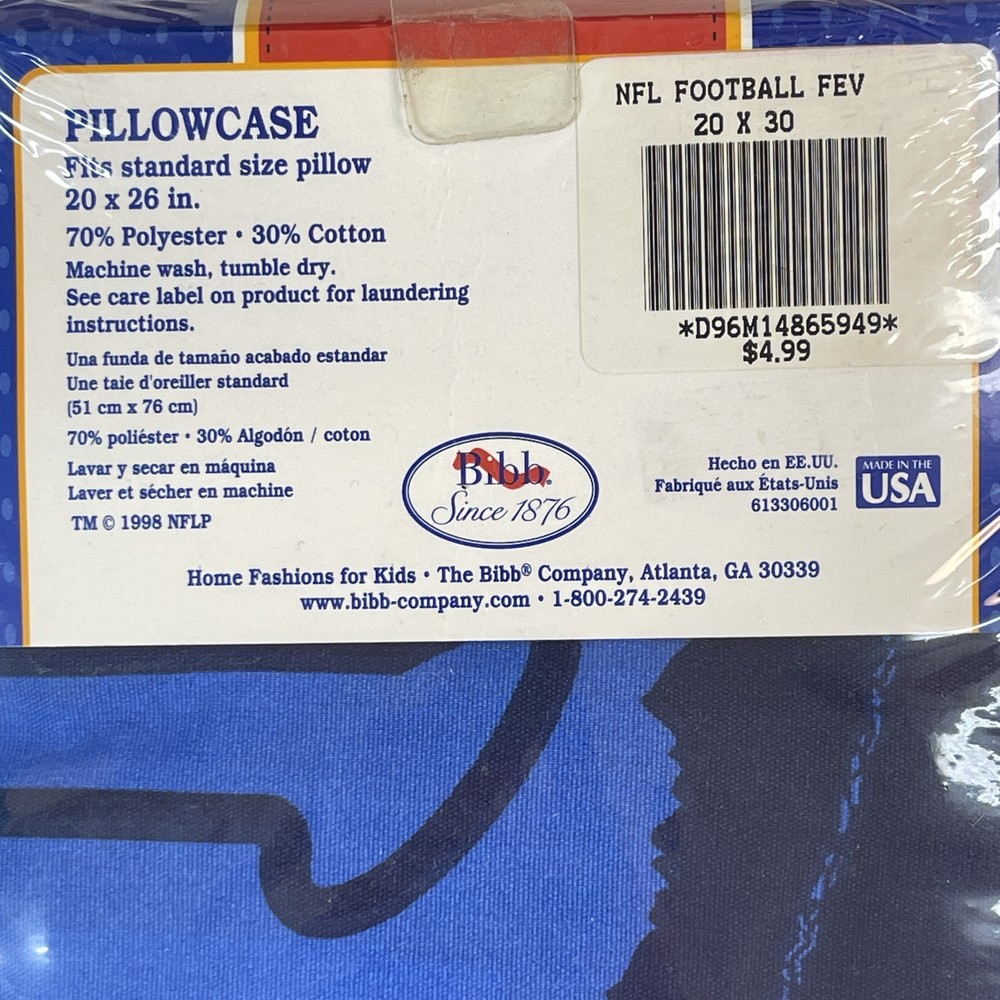 PILLOWCASE
Fits standard size pillow
20 x 26 in.
70% Polyester • 30% Cotton
Machine wash, tumble dry.
See care label on product for laundering
instructions.
Una funda de tamaño acabado estandar
Une taie d'oreiller standard
(51 cm x 76 cm)
70% poliéster • 30% Algodón / coton
Lavar y secar en máquina
Laver et sécher en machine
TM © 1998 NFLP
NFL FOOTBALL FEV
20 X 30
*D96M14865949*
$4.99
Bibb.
Since 1876
Hecho en EE.UU.
Fabriqué aux États-Unis
613306001
MADE IN THE
USA
Home Fashions for Kids • The Bibb® Company, Atlanta, GA 30339
www.bibb-company.com • 1-800-274-2439